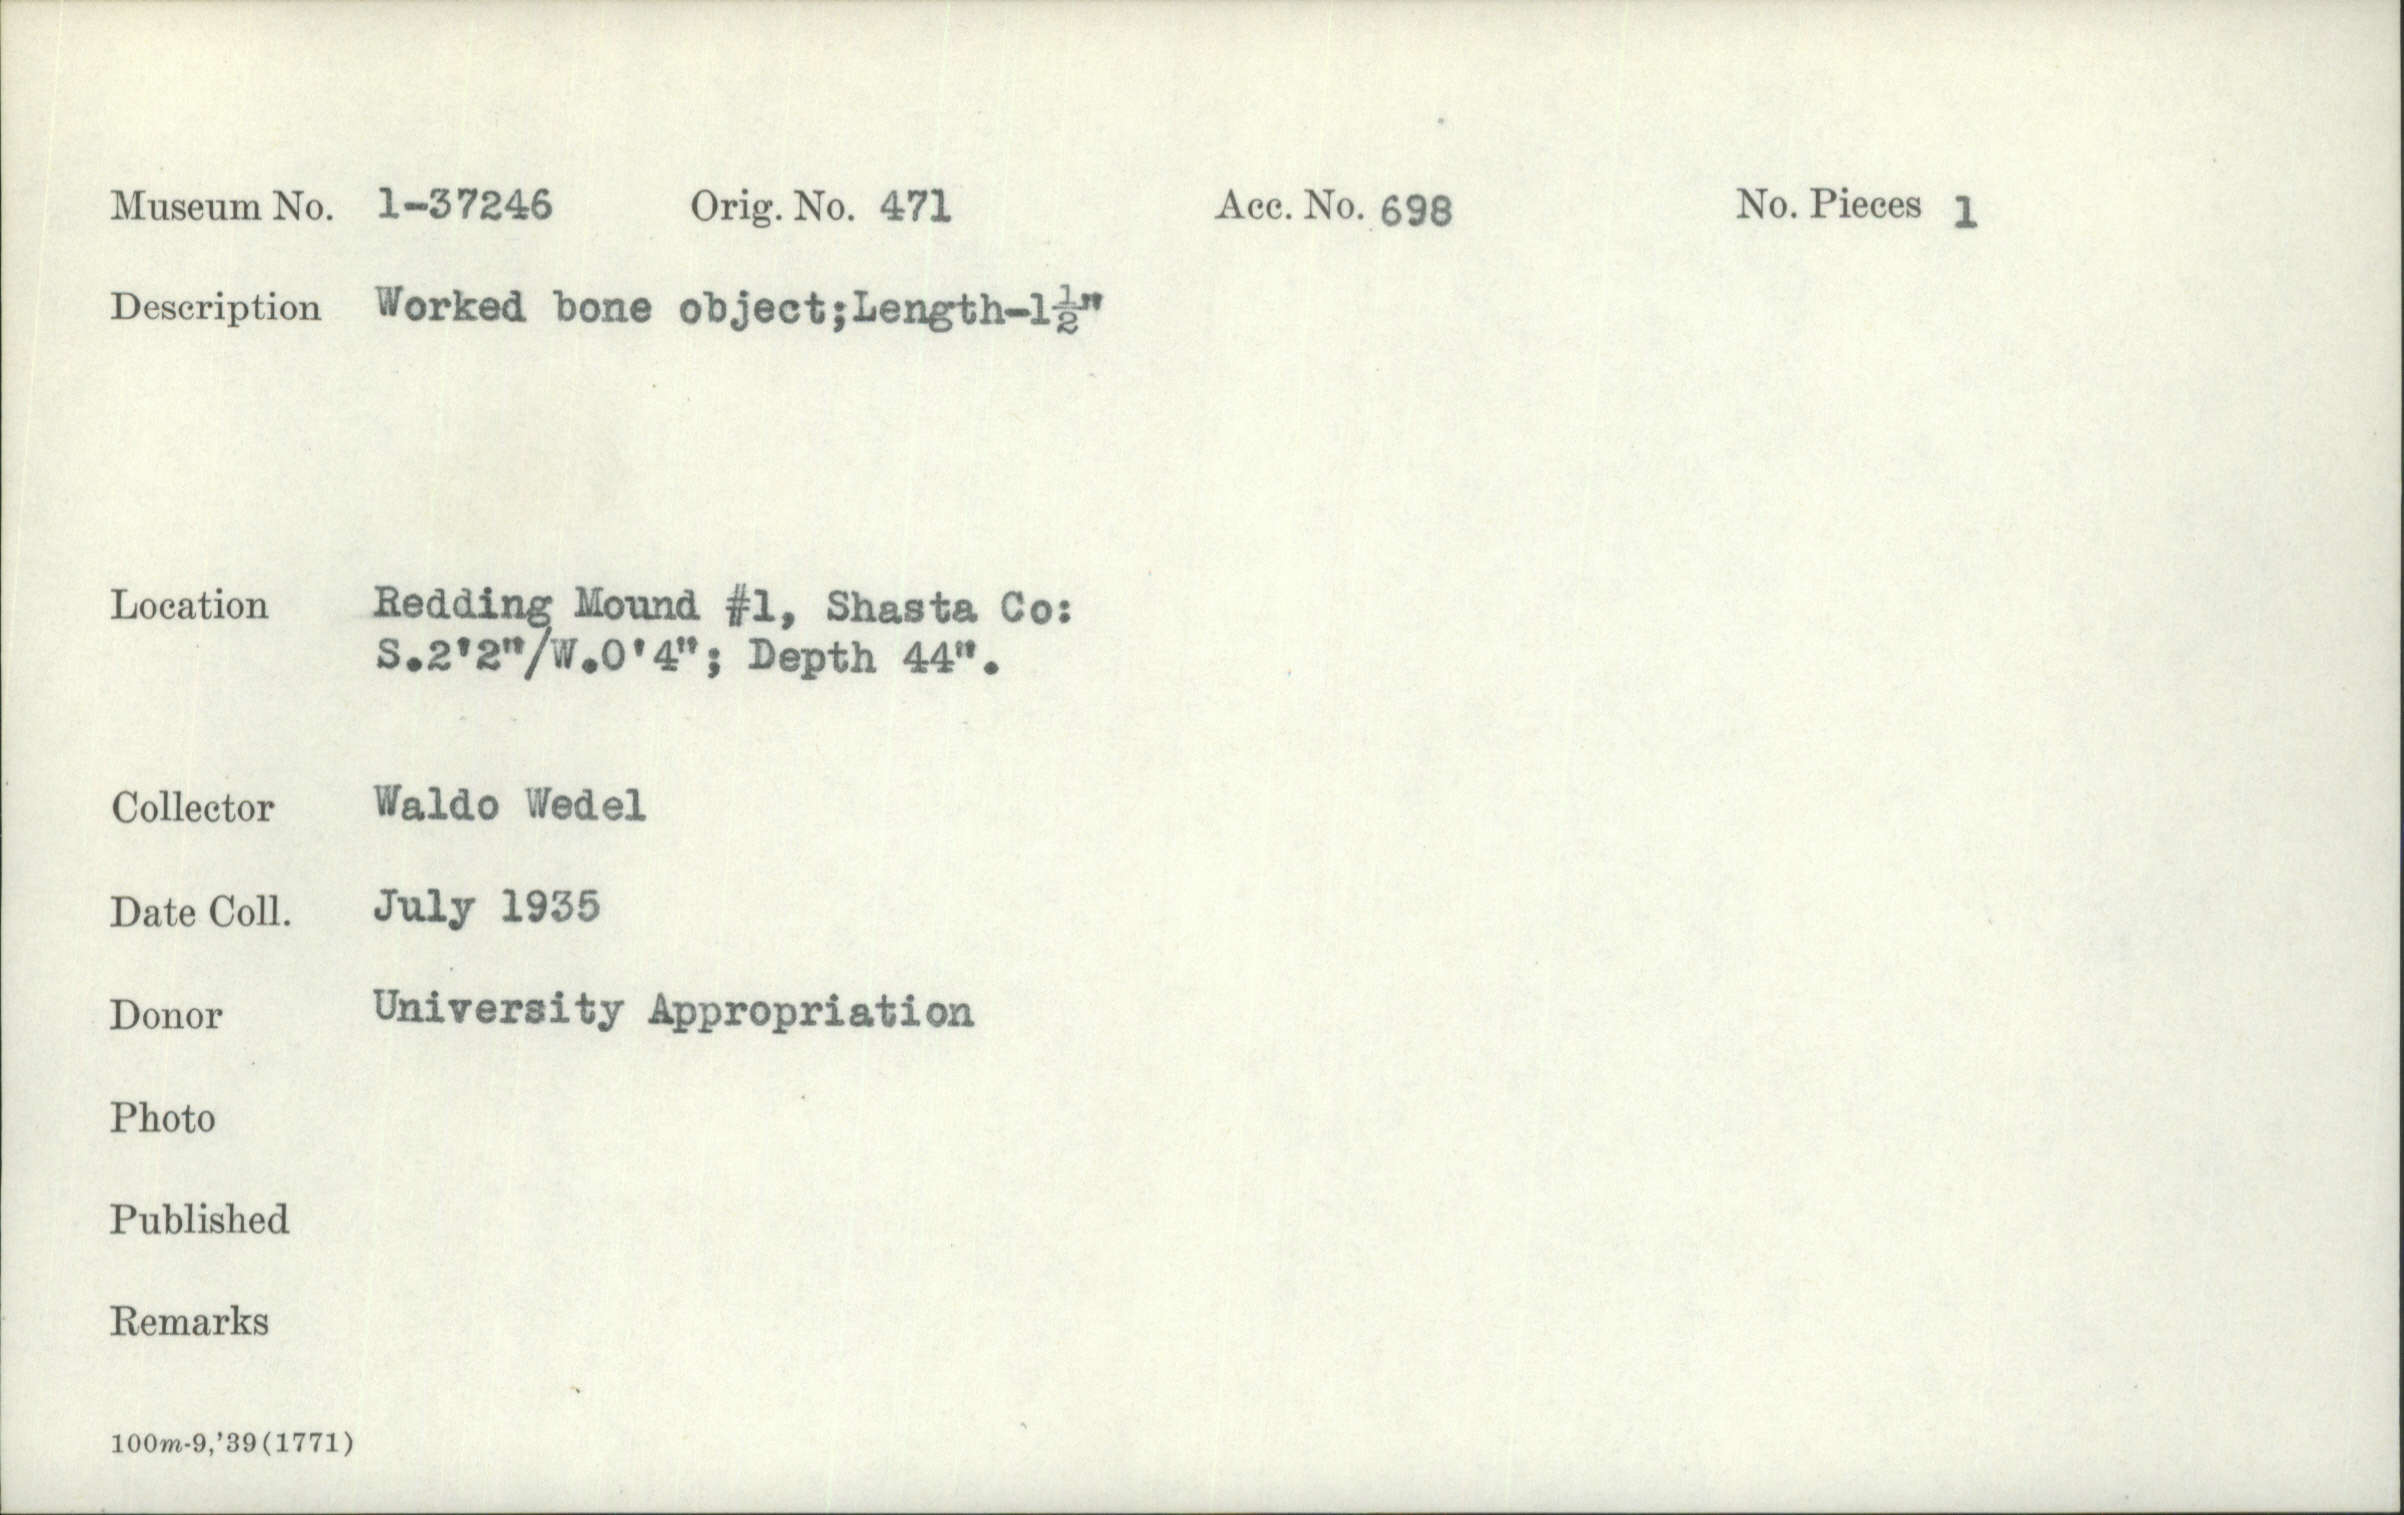 Museum No. 1-37246 Orig. No. 471 Acc. No. 698 No. Pieces 1
Description Worked bone object;Length-1½"
Location Redding Mound #1, Shasta Co:
S.2'2"/W.0'4"; Depth 44".
Collector Waldo Wedel
Date Coll. July 1935
Donor University Appropriation
Photo
Published
Remarks
100m-9,'39(1771)